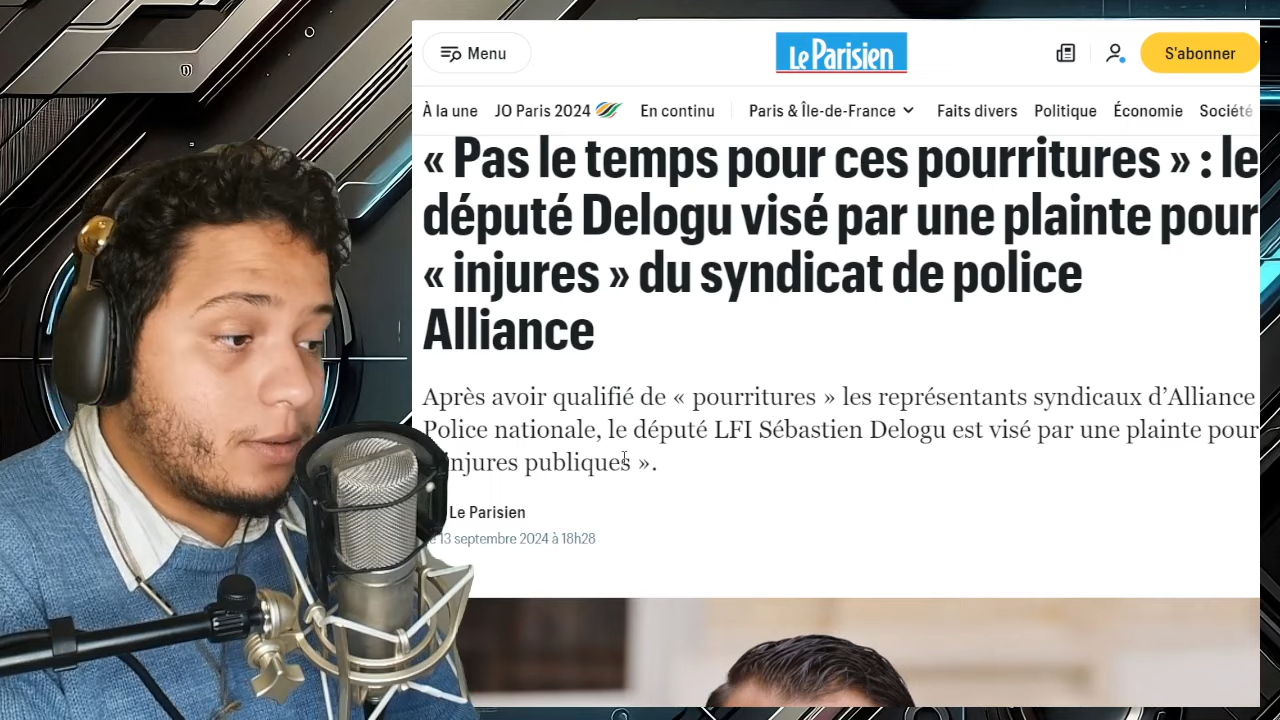 Menu
Le Parisien
S'abonner
À la une JO Paris 2024 En continu Paris & Île-de-France Faits divers Politique Économie Société
« Pas le temps pour ces pourritures » : le
député Delogu visé par une plainte pour
« injures » du syndicat de police
Alliance
Après avoir qualifié de « pourritures » les représentants syndicaux d’Alliance
Police nationale, le député LFI Sébastien Delogu est visé par une plainte pour
injures publiques ».
Le Parisien
13 septembre 2024 à 18h28